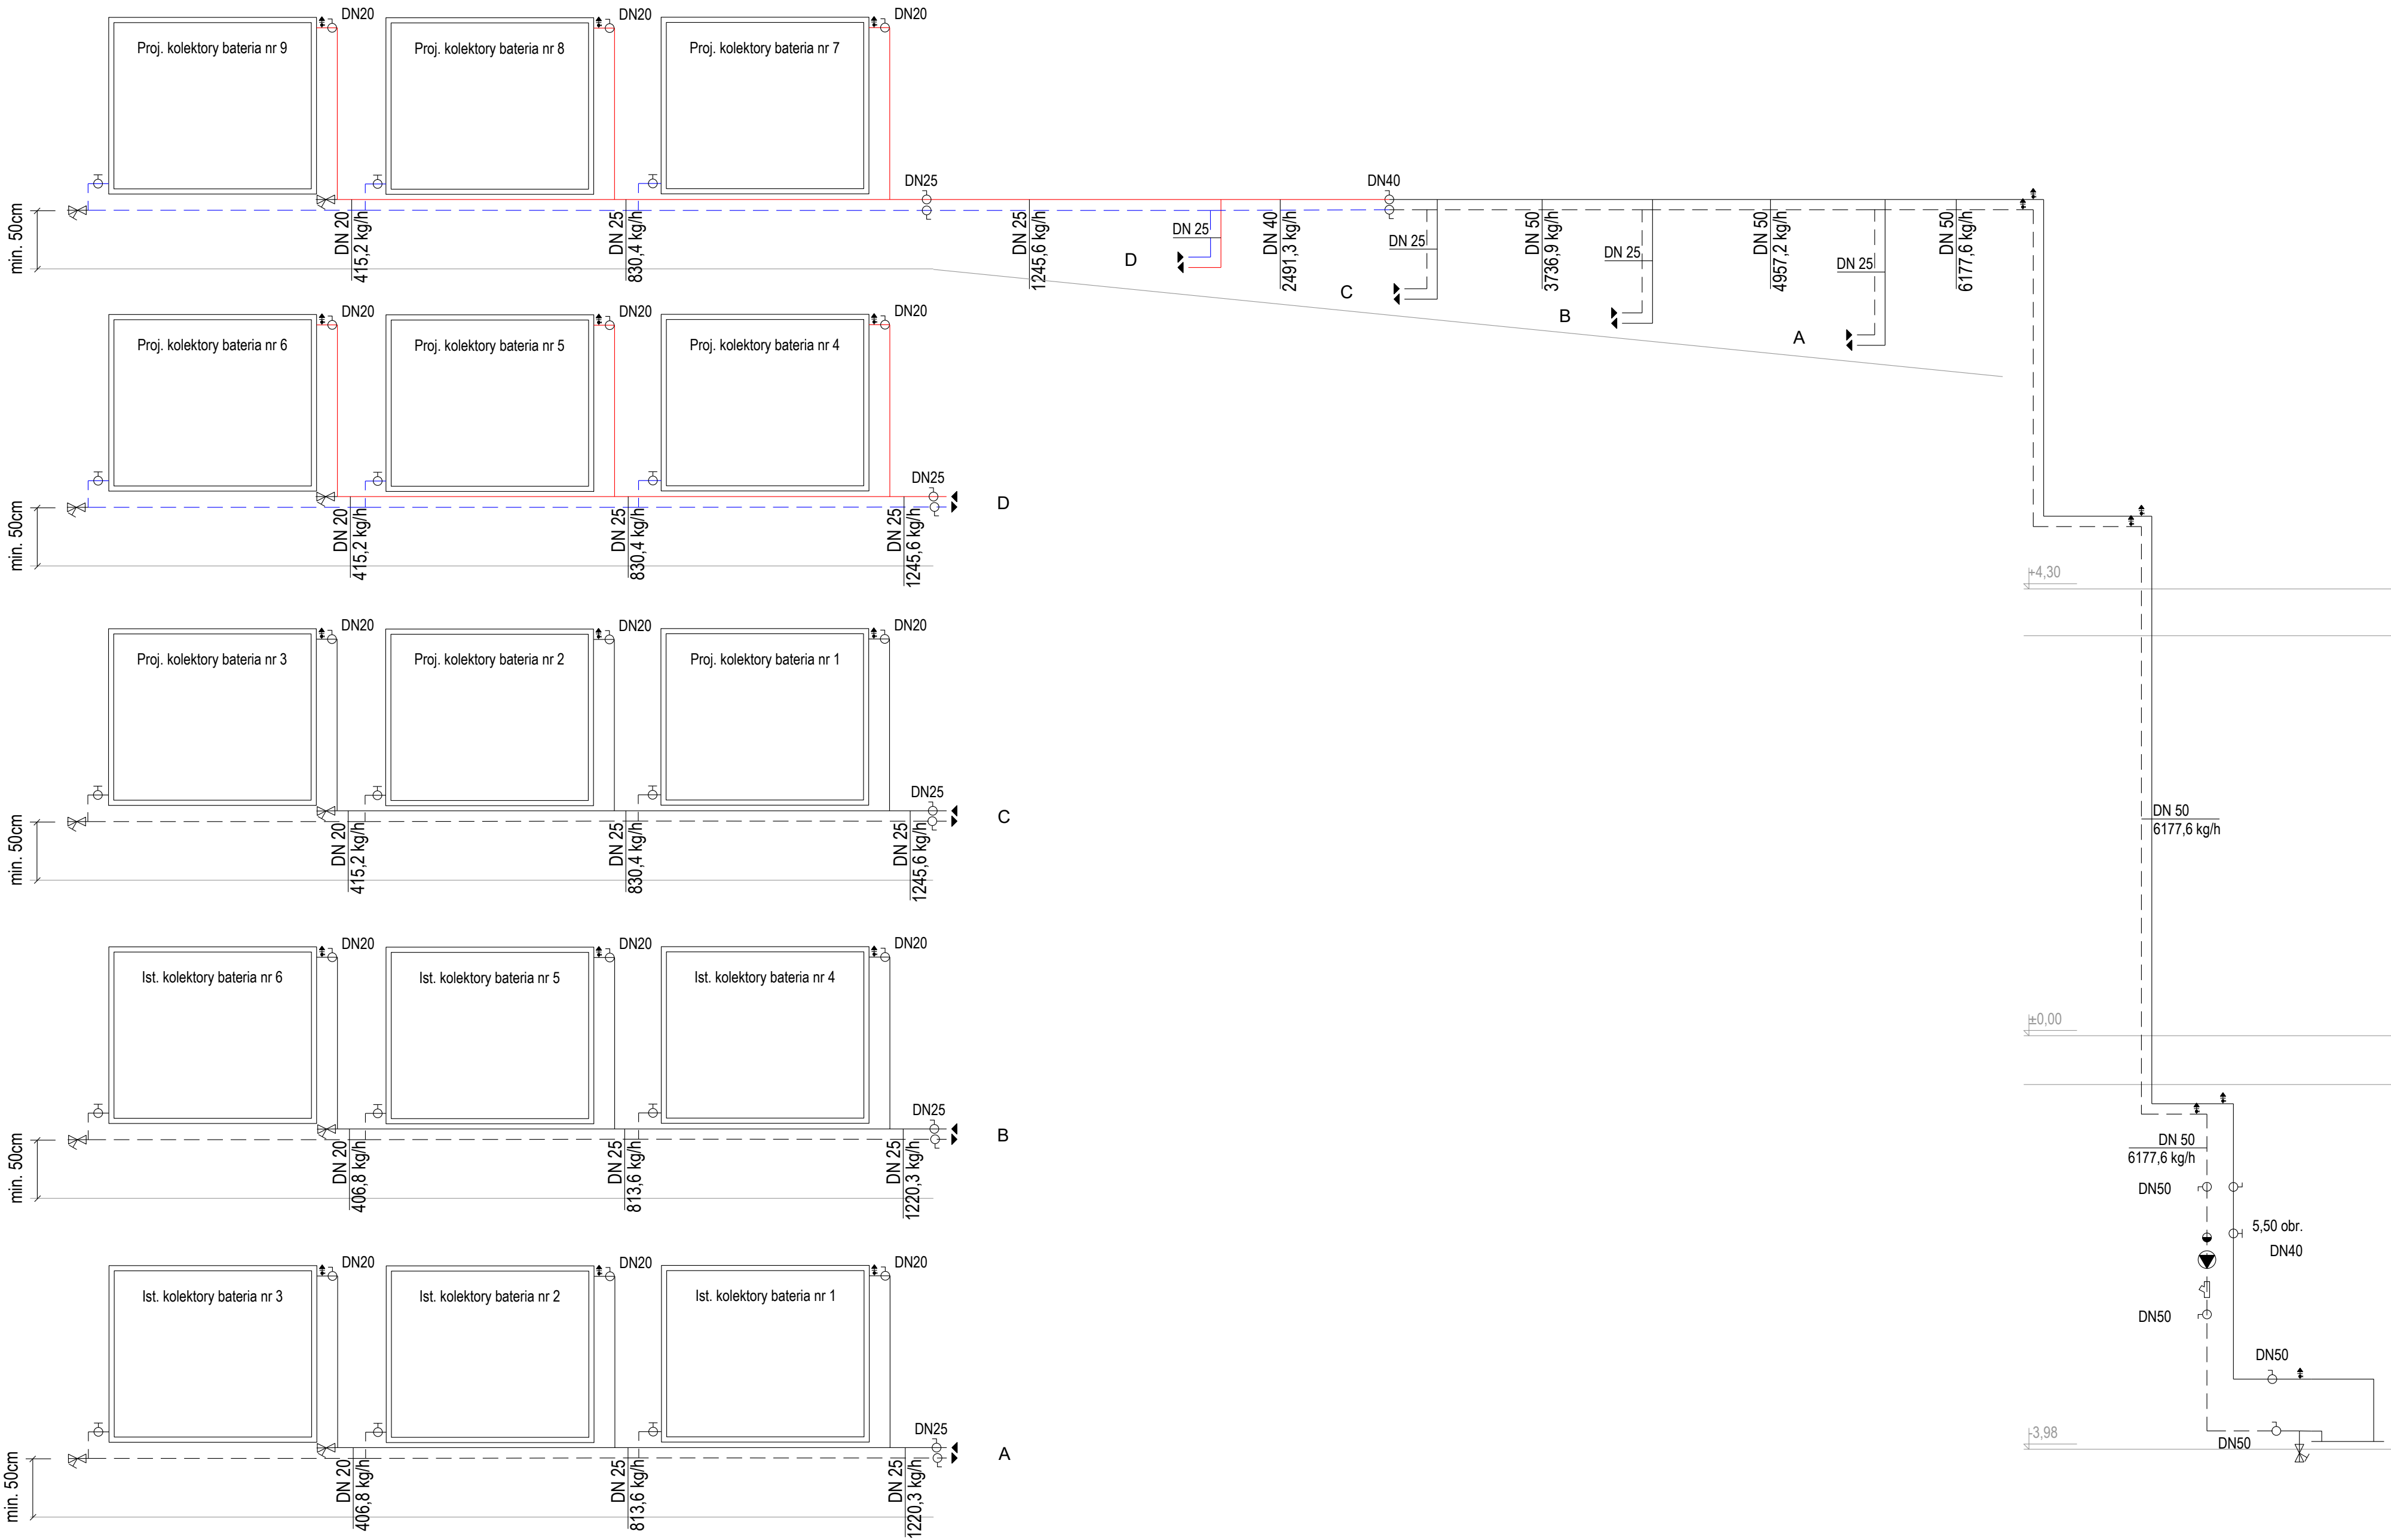 DN20
DN20
DN20
Proj. kolektory bateria nr 9
Proj. kolektory bateria nr 8
Proj. kolektory bateria nr 7
DN25
DN40
min. 50cm
DN 20
415,2 kg/h
DN 25
830,4 kg/h
DN 25
1245,6 kg/h
DN 25
D
DN 40
2491,3 kg/h
DN 25
C
DN 50
3736,9 kg/h
DN 25
B
DN 50
4957,2 kg/h
DN 25
A
DN 50
6177,6 kg/h
DN20
DN20
DN20
Proj. kolektory bateria nr 6
Proj. kolektory bateria nr 5
Proj. kolektory bateria nr 4
DN25
D
min. 50cm
DN 20
415,2 kg/h
DN 25
830,4 kg/h
DN 25
1245,6 kg/h
+4,30
DN20
DN20
DN20
Proj. kolektory bateria nr 3
Proj. kolektory bateria nr 2
Proj. kolektory bateria nr 1
DN25
C
min. 50cm
DN 20
415,2 kg/h
DN 25
830,4 kg/h
DN 25
1245,6 kg/h
DN 50
6177,6 kg/h
DN20
DN20
DN20
Ist. kolektory bateria nr 6
Ist. kolektory bateria nr 5
Ist. kolektory bateria nr 4
±0,00
DN25
B
min. 50cm
DN 20
406,8 kg/h
DN 25
813,6 kg/h
DN 25
1220,3 kg/h
DN 50
6177,6 kg/h
DN50
5,50 obr.
DN40
DN20
DN20
DN20
Ist. kolektory bateria nr 3
Ist. kolektory bateria nr 2
Ist. kolektory bateria nr 1
DN50
DN50
DN25
A
min. 50cm
DN 20
406,8 kg/h
DN 25
813,6 kg/h
DN 25
1220,3 kg/h
-3,98
DN50